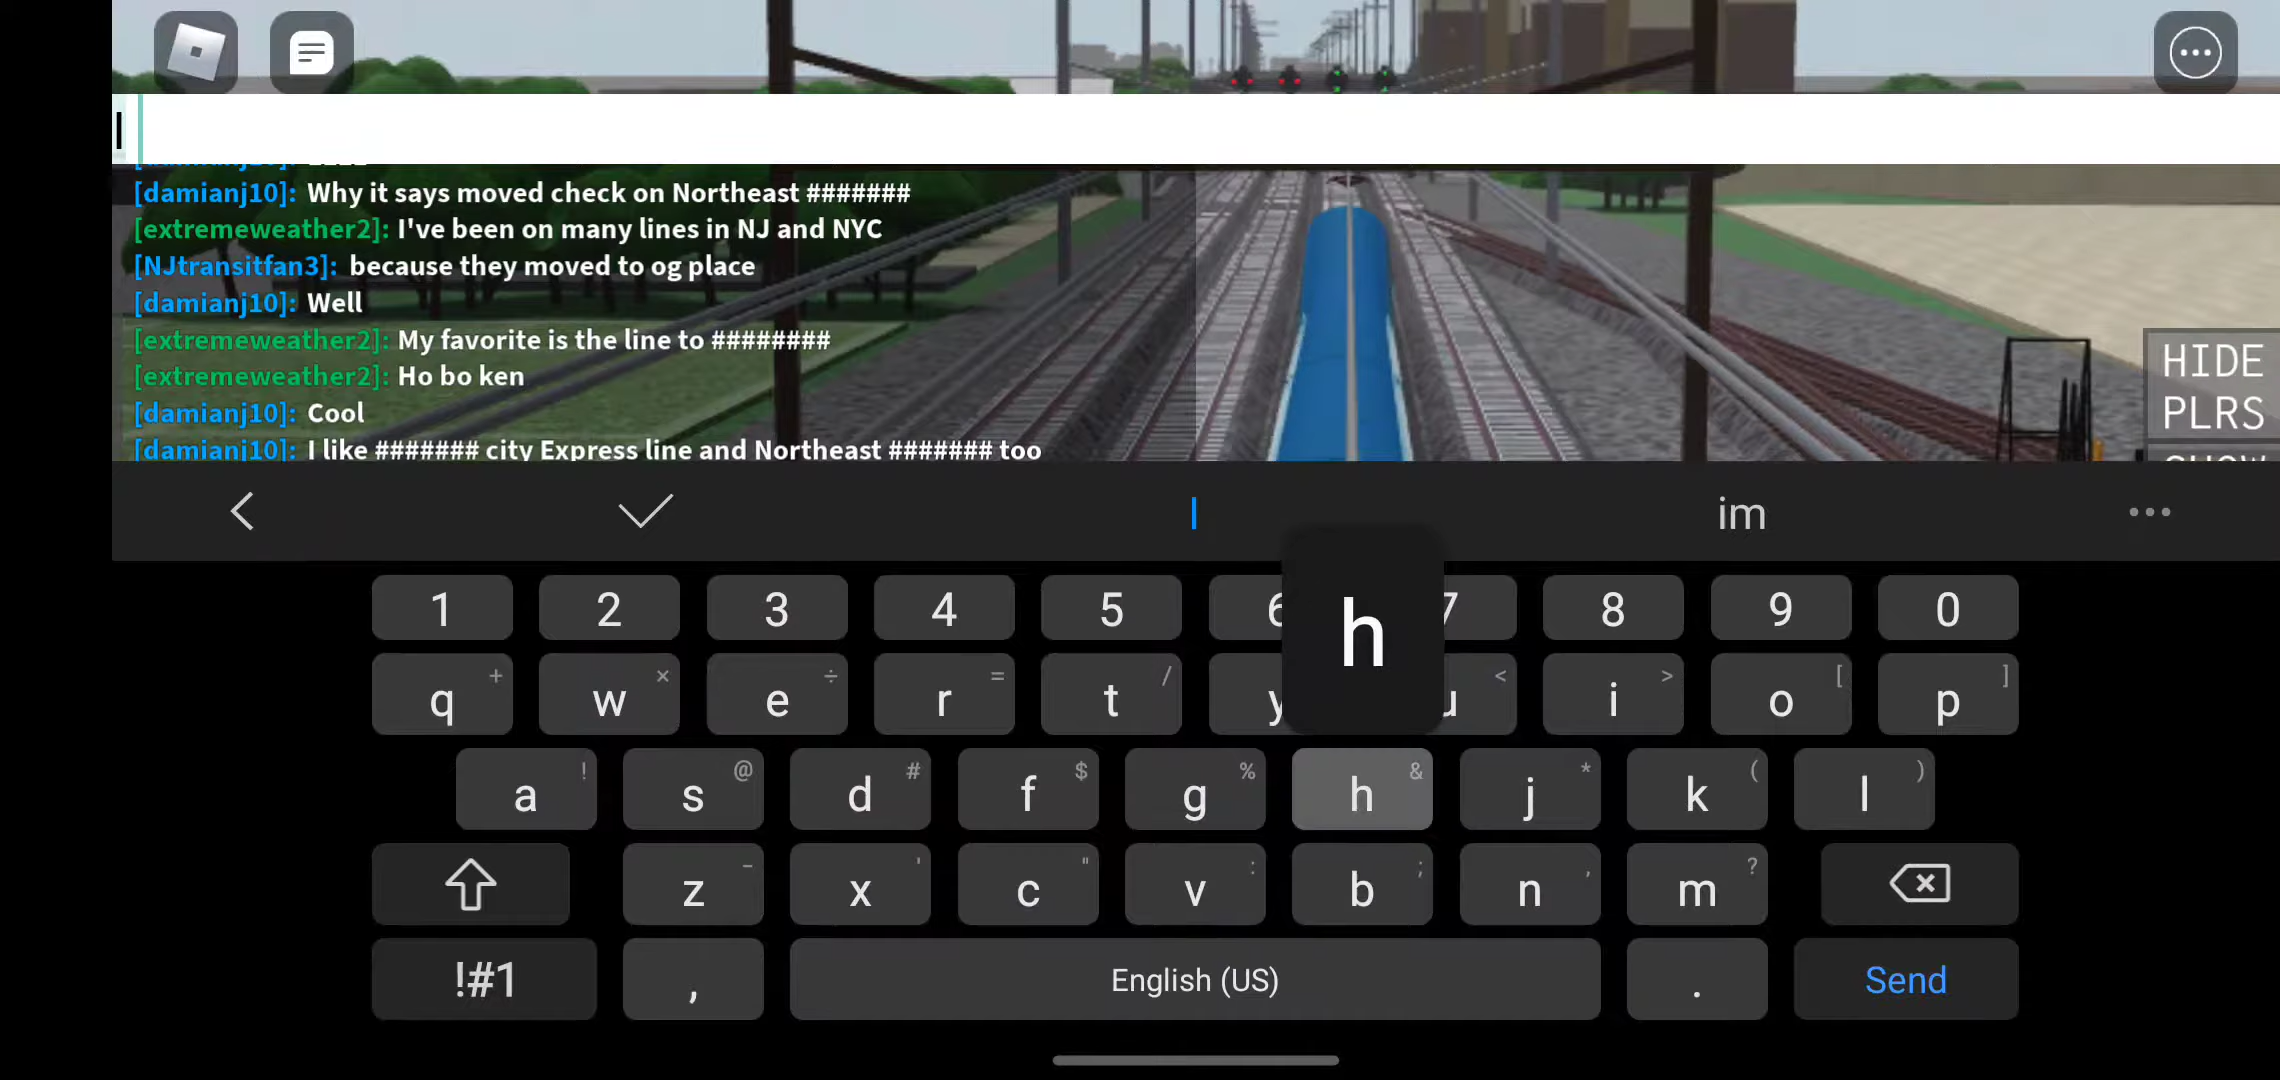 I
[damianj10]: Why it says moved check on Northeast #######
[extremeweather2]: I've been on many lines in NJ and NYC
[NJtransitfan3]: because they moved to og place
[damianj10]: Well
[extremeweather2]: My favorite is the line to ########
[extremeweather2]: Ho bo ken
[damianj10]: Cool
[damianj10]: I like ####### city Express line and Northeast ####### too
HIDE
PLRS
I im
h
1 2 3 4 5 6 7 8 9 0
+ × ÷ = / < > [ ]
q w e r t y u i o p
! @ # $ % & * ( )
a s d f g h j k l
- ' " : ; , ?
z x c v b n m
!#1 , English (US) . Send